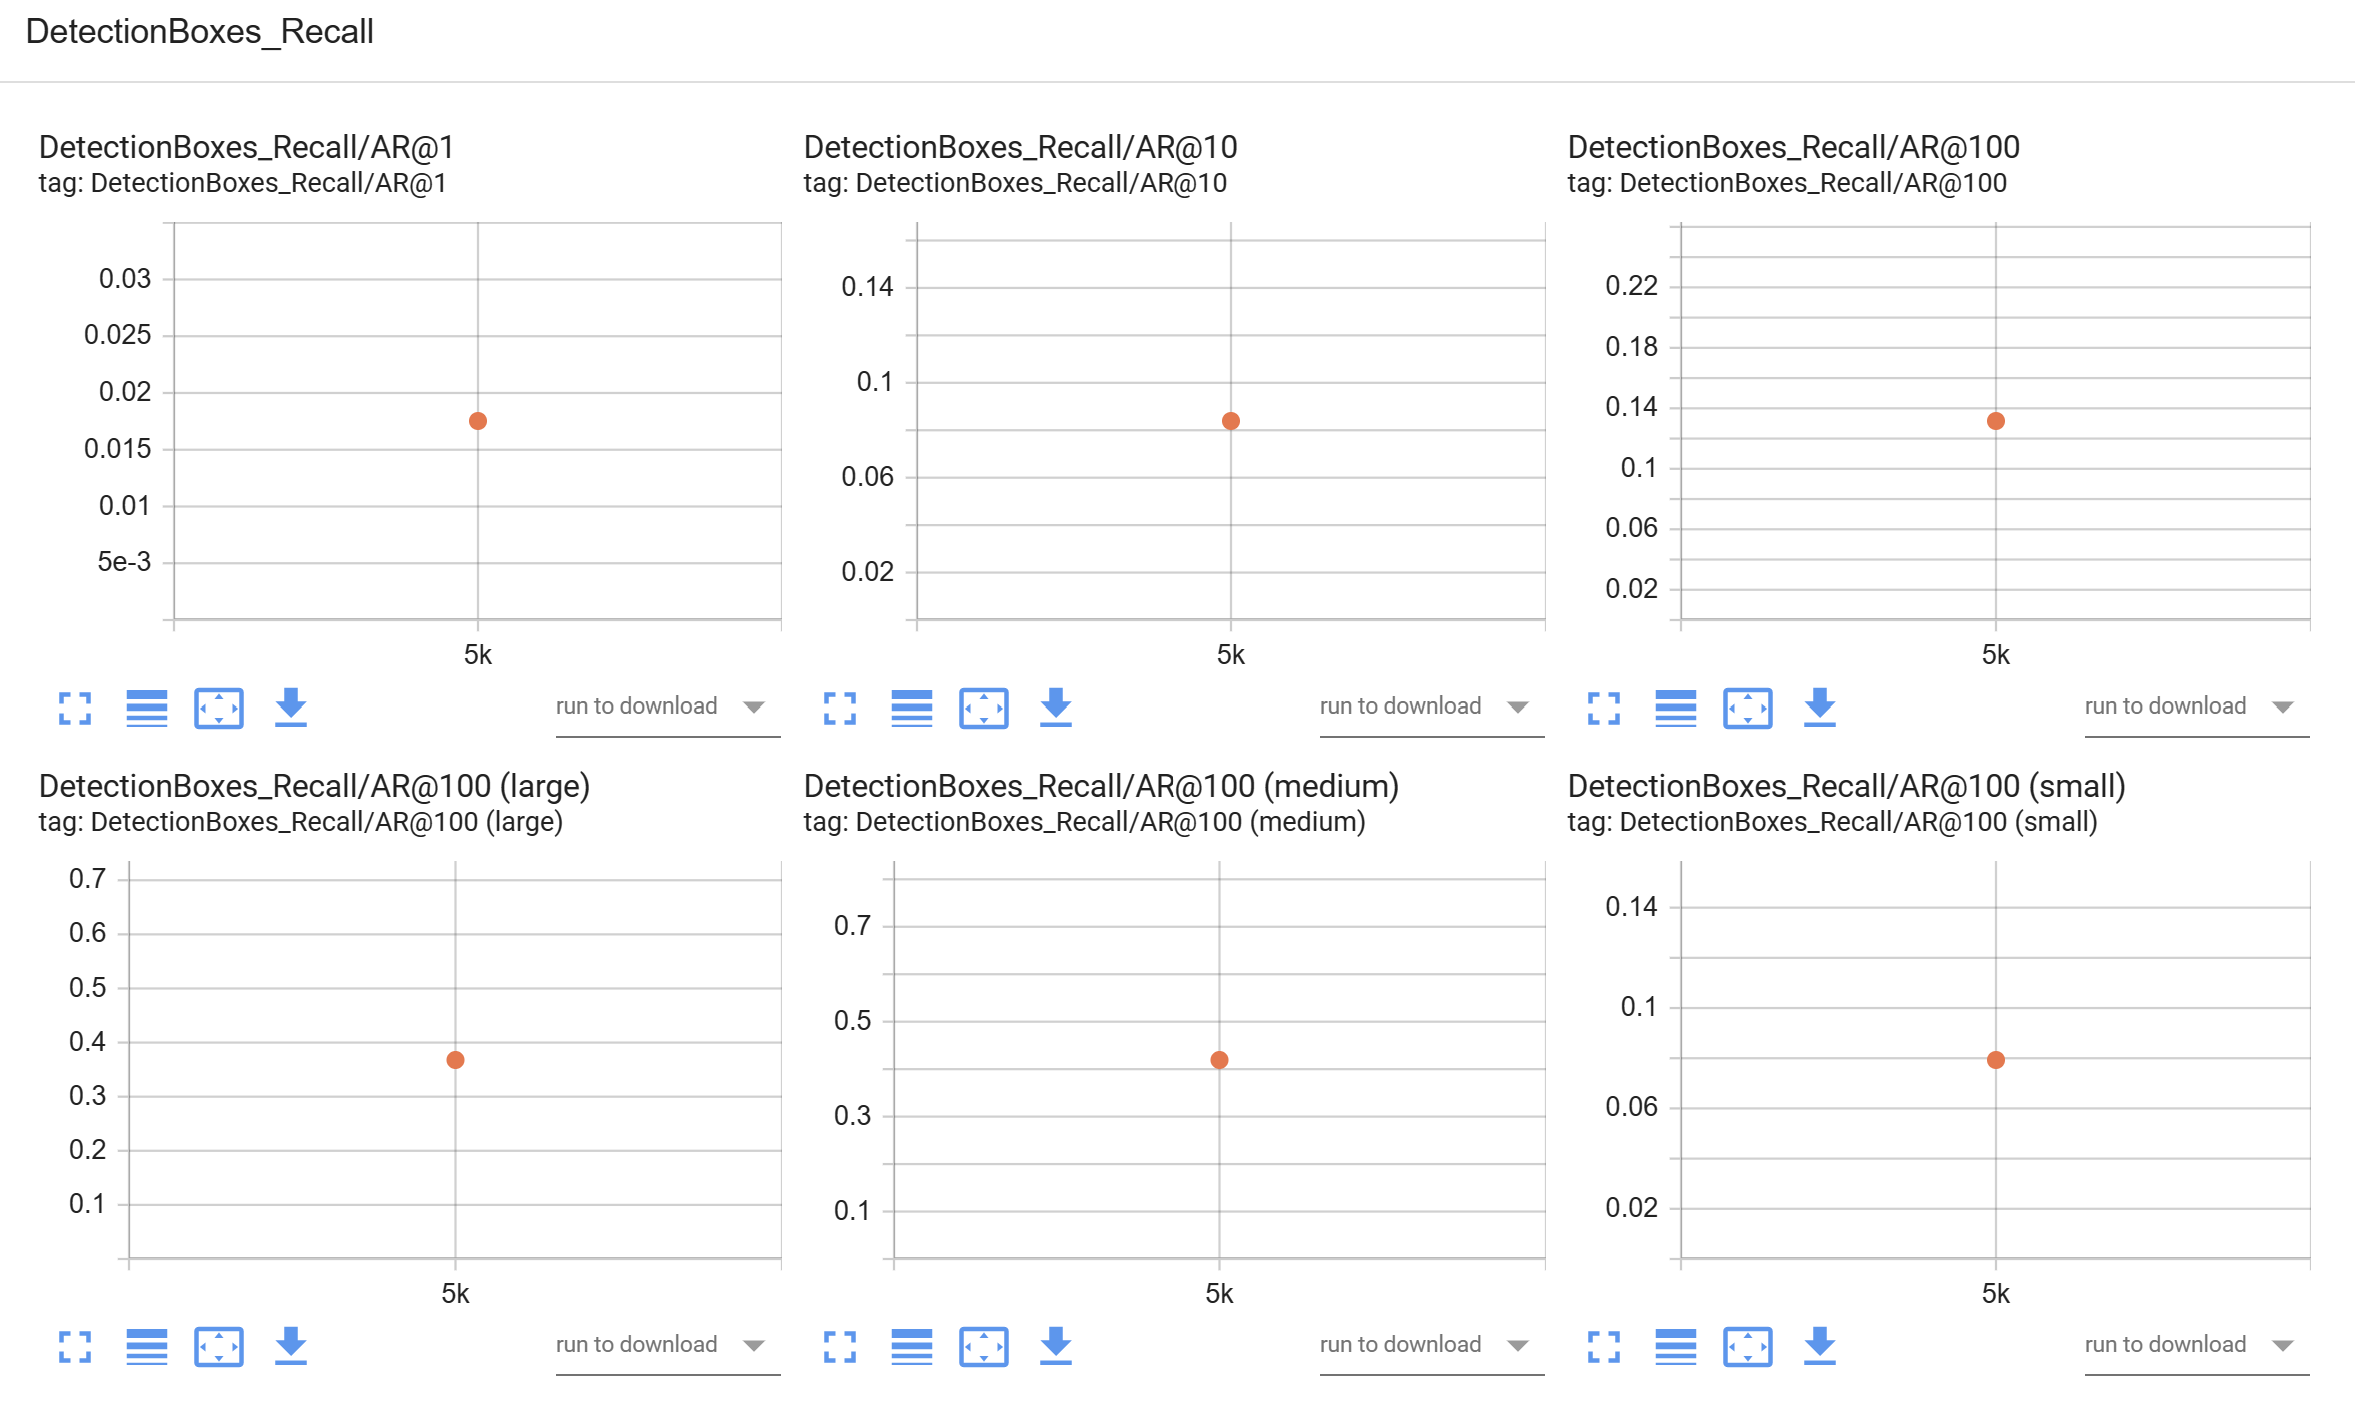 DetectionBoxes_Recall
DetectionBoxes_Recall/AR@1
tag: DetectionBoxes_Recall/AR@1
0.03
0.025
0.02
0.015
0.01
5e-3
5k
run to download
DetectionBoxes_Recall/AR@10
tag: DetectionBoxes_Recall/AR@10
0.14
0.1
0.06
0.02
5k
run to download
DetectionBoxes_Recall/AR@100
tag: DetectionBoxes_Recall/AR@100
0.22
0.18
0.14
0.1
0.06
0.02
5k
run to download
DetectionBoxes_Recall/AR@100 (large)
tag: DetectionBoxes_Recall/AR@100 (large)
0.7
0.6
0.5
0.4
0.3
0.2
0.1
5k
run to download
DetectionBoxes_Recall/AR@100 (medium)
tag: DetectionBoxes_Recall/AR@100 (medium)
0.7
0.5
0.3
0.1
5k
run to download
DetectionBoxes_Recall/AR@100 (small)
tag: DetectionBoxes_Recall/AR@100 (small)
0.14
0.1
0.06
0.02
5k
run to download